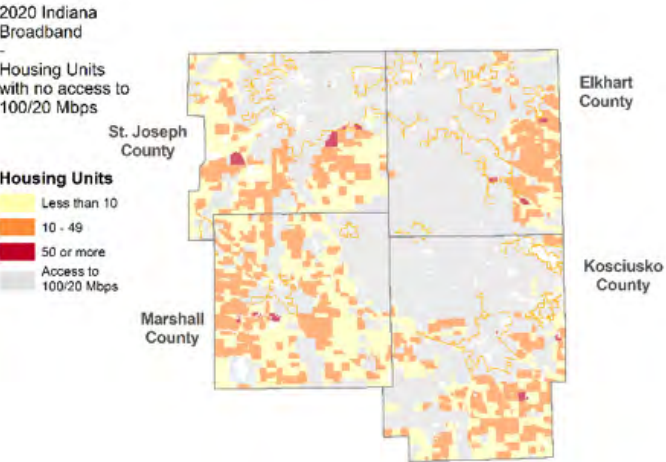 2020 Indiana
Broadband
-
Housing Units
with no access to
100/20 Mbps
Elkhart
County
St. Joseph
County
Housing Units
Less than 10
10 - 49
50 or more
Access to
100/20 Mbps
Kosciusko
County
Marshall
County